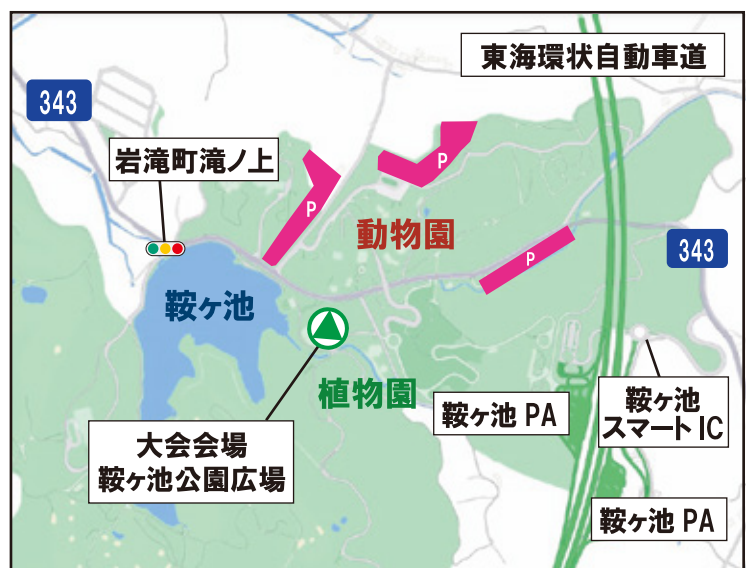 東海環状自動車道
343
岩滝町滝ノ上
P
P
動物園
P
343
鞍ヶ池
植物園
鞍ヶ池 PA
鞍ヶ池
スマートIC
大会会場
鞍ヶ池公園広場
鞍ヶ池 PA